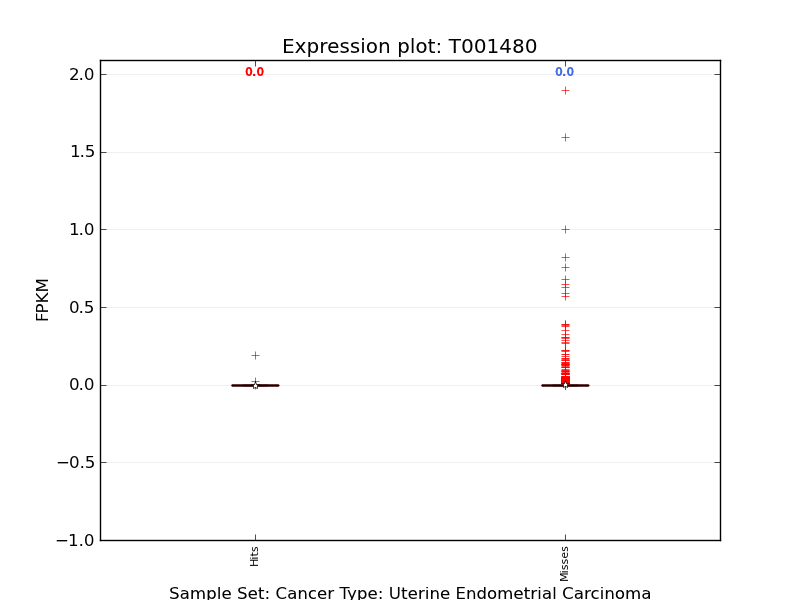 Expression plot: T001480
0.0
0.0
2.0
1.5
1.0
0.5
0.0
−0.5
−1.0
FPKM
Hits
Misses
Sample Set: Cancer Type: Uterine Endometrial Carcinoma